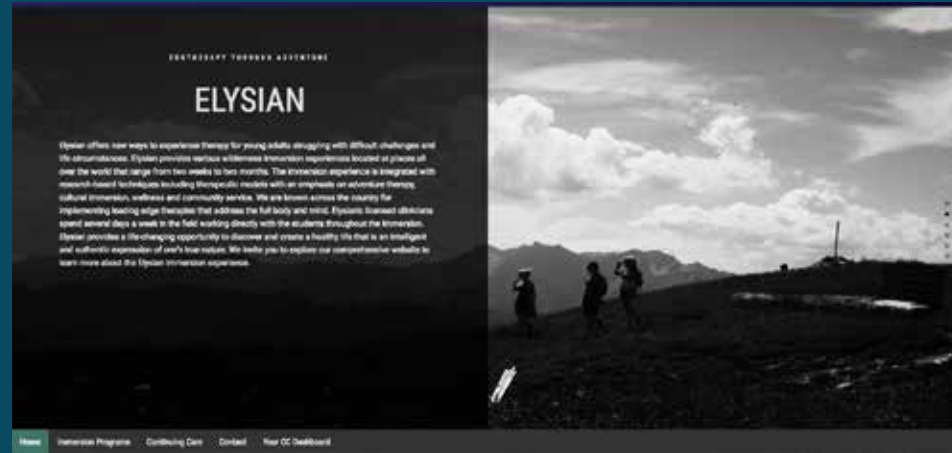 THROUGH ADVENTURE
ELYSIAN
Elysian offers new ways to experience therapy for young adults struggling with difficult challenges and
life circumstances. Elysian provides various wilderness immersion experiences located at places all
over the world that range from two weeks to two months. The immersion experience is integrated with
research-based techniques including therapeutic models with an emphasis on adventure therapy,
cultural immersion, wellness and community service. We are known across the country for
implementing leading edge therapies that address the full body and mind. Elysian's licensed clinicians
spend several days a week in the field working directly with the students throughout the immersion.
Elysian provides a life-changing opportunity to discover and create a healthy life that is an intelligent
and authentic expression of one's true nature. We invite you to explore our comprehensive website to
learn more about the Elysian immersion experience.
Home Immersion Programs Continuing Care Contact Your CC Dashboard